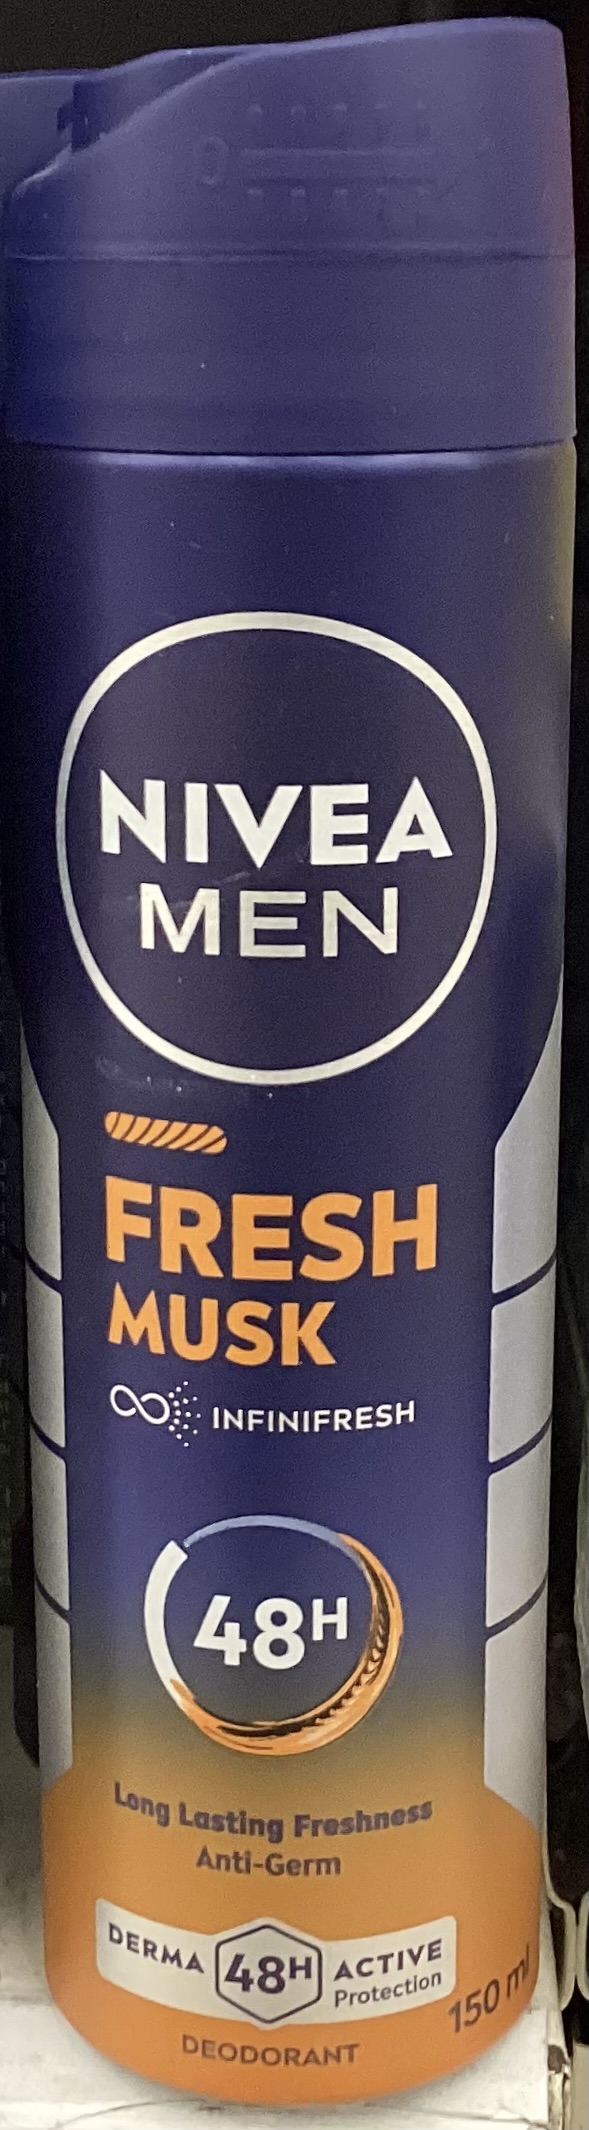 NIVEA
MEN
FRESH
MUSK
INFINIFRESH
48H
Long Lasting Freshness
Anti-Germ
DERMA 48H ACTIVE
Protection
150 ml
DEODORANT